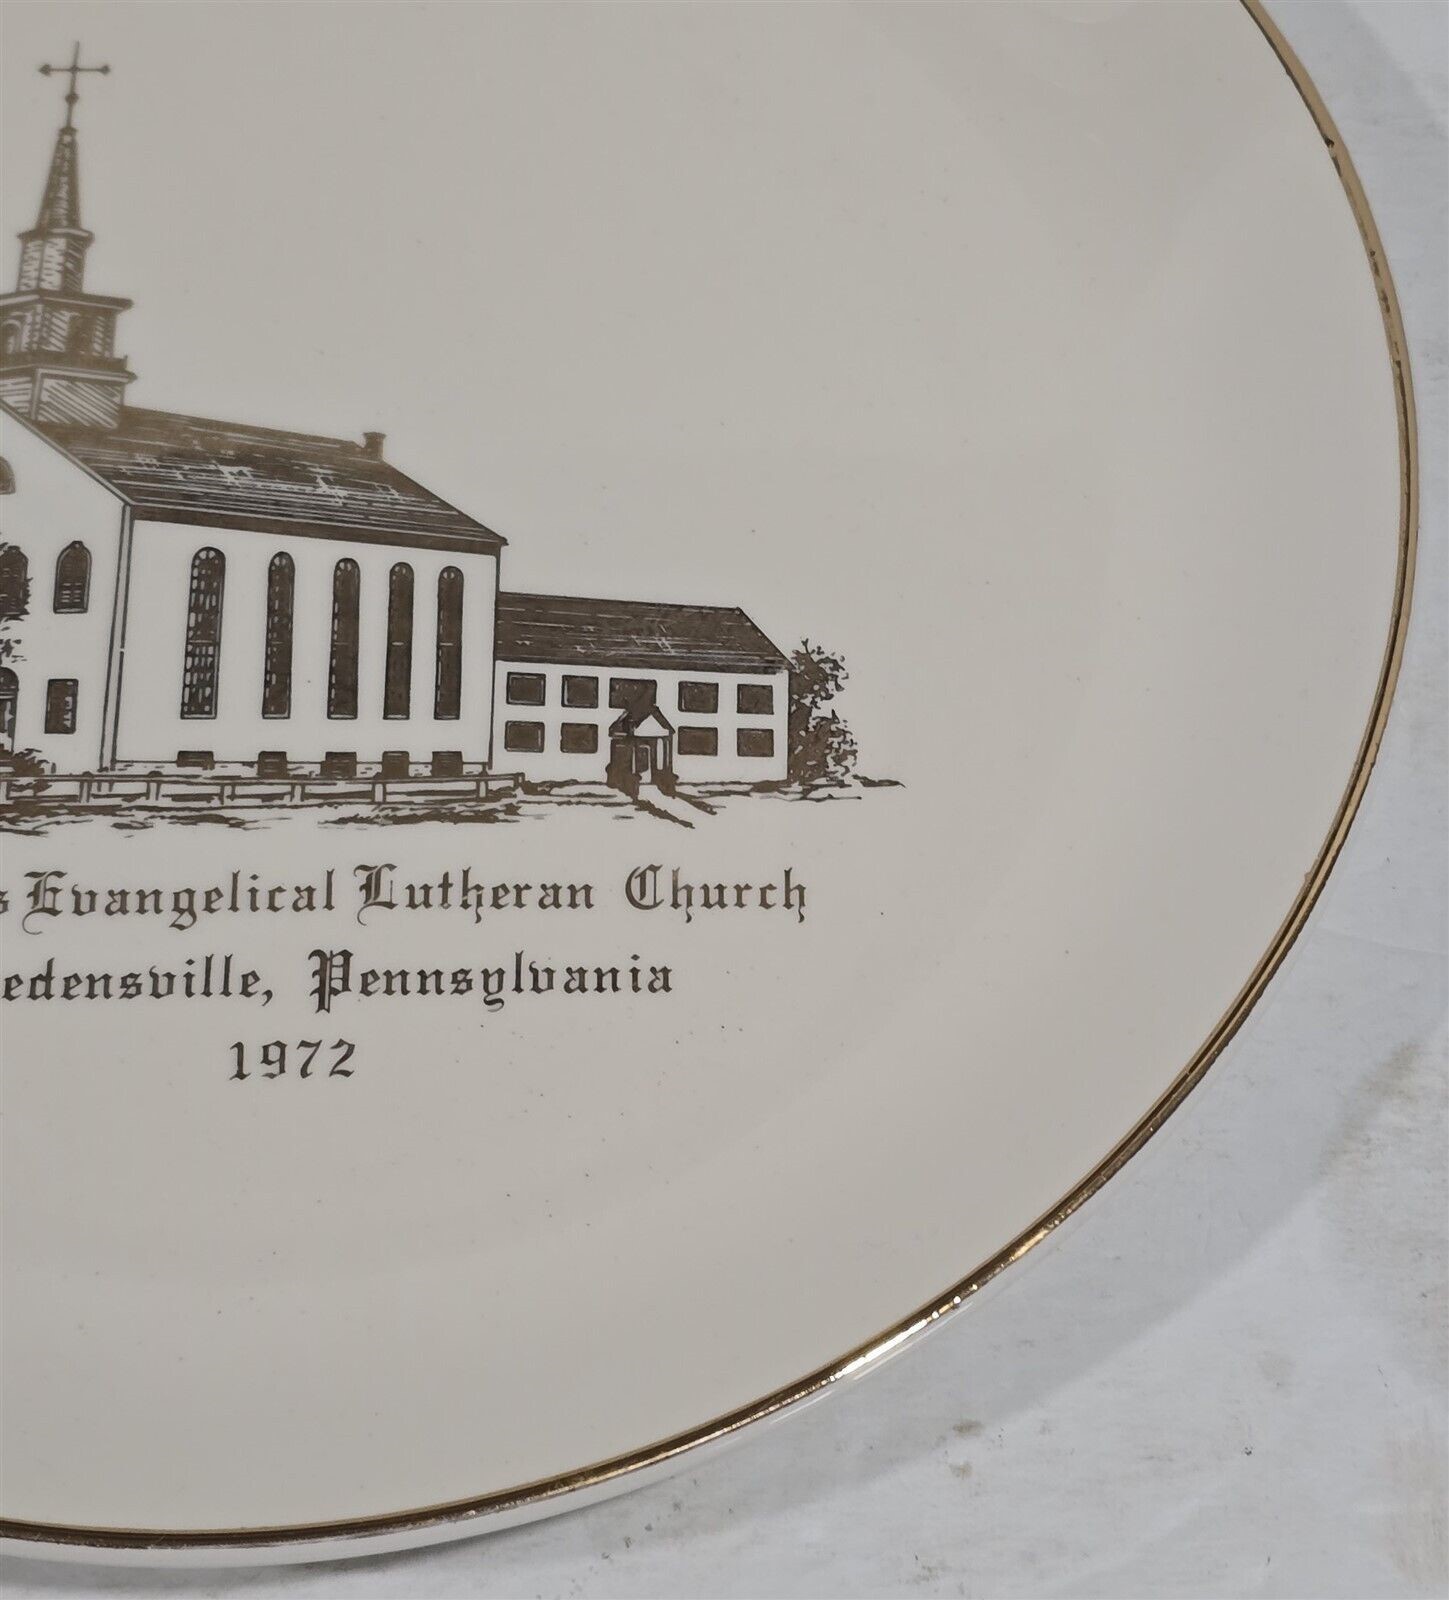 s Evangelical Lutheran Church
edensville, Pennsylvania
1972